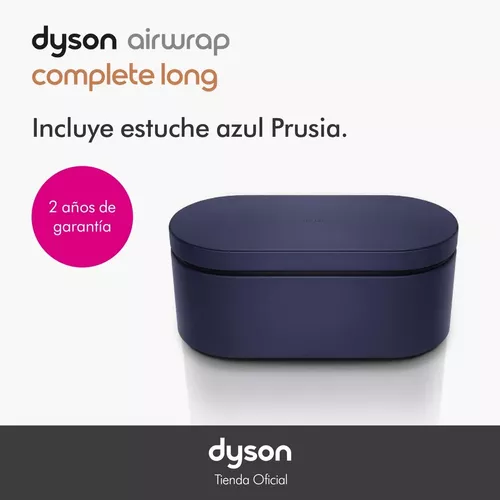 dyson airwrap
complete long
Incluye estuche azul Prusia.
2 años de
garantía
dyson
Tienda Oficial